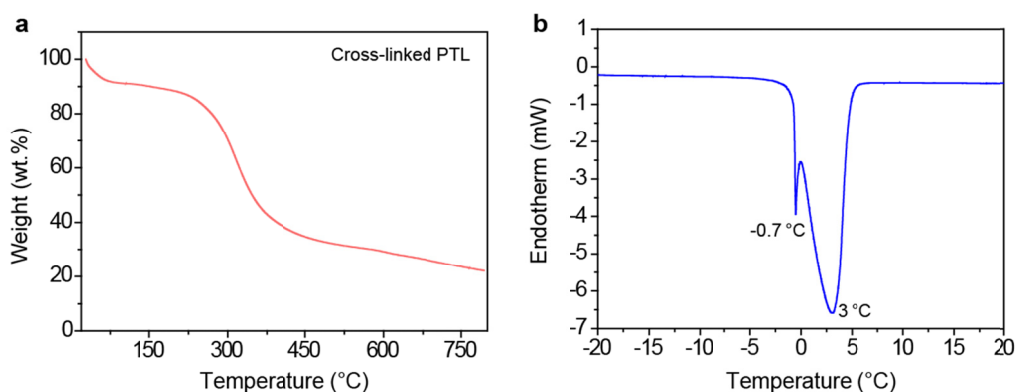 a
Cross-linked PTL
Weight (wt.%)
100
80
60
40
20
0
150 300 450 600 750
Temperature (°C)
b
Endotherm (mW)
1
0
-1
-2
-3
-4
-5
-6
-7
-0.7 °C
3 °C
-20 -15 -10 -5 0 5 10 15 20
Temperature (°C)